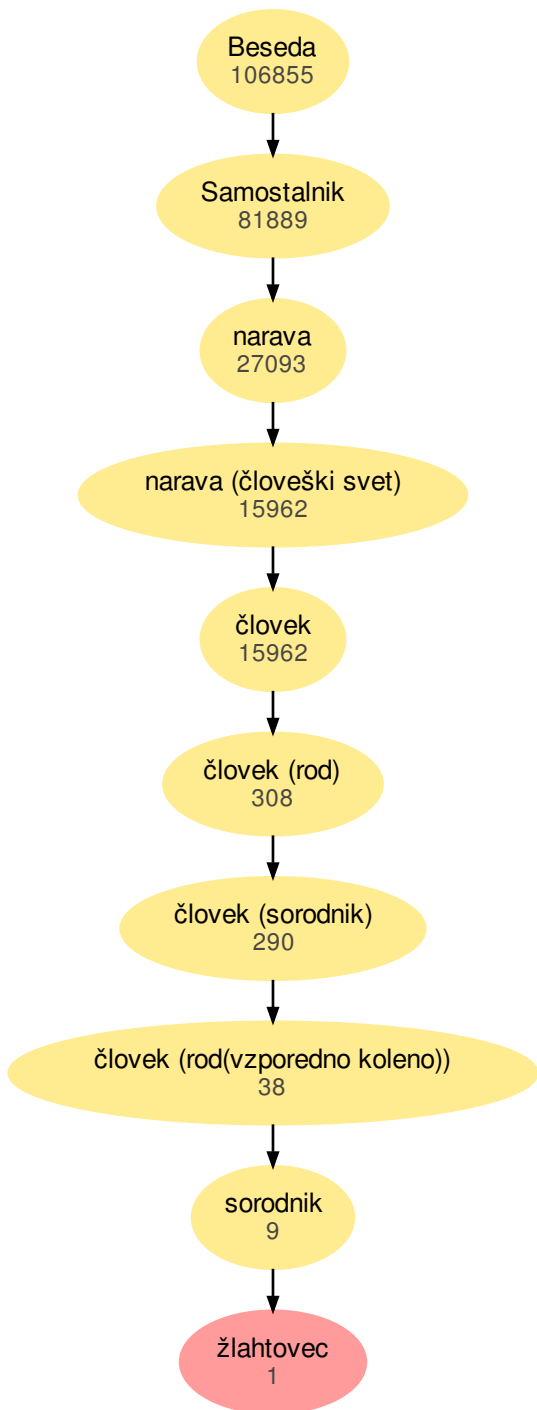 Beseda
106855
Samostalnik
81889
narava
27093
narava (človeški svet)
15962
človek
15962
človek (rod)
308
človek (sorodnik)
290
človek (rod(vzporedno koleno))
38
sorodnik
9
žlahtovec
1